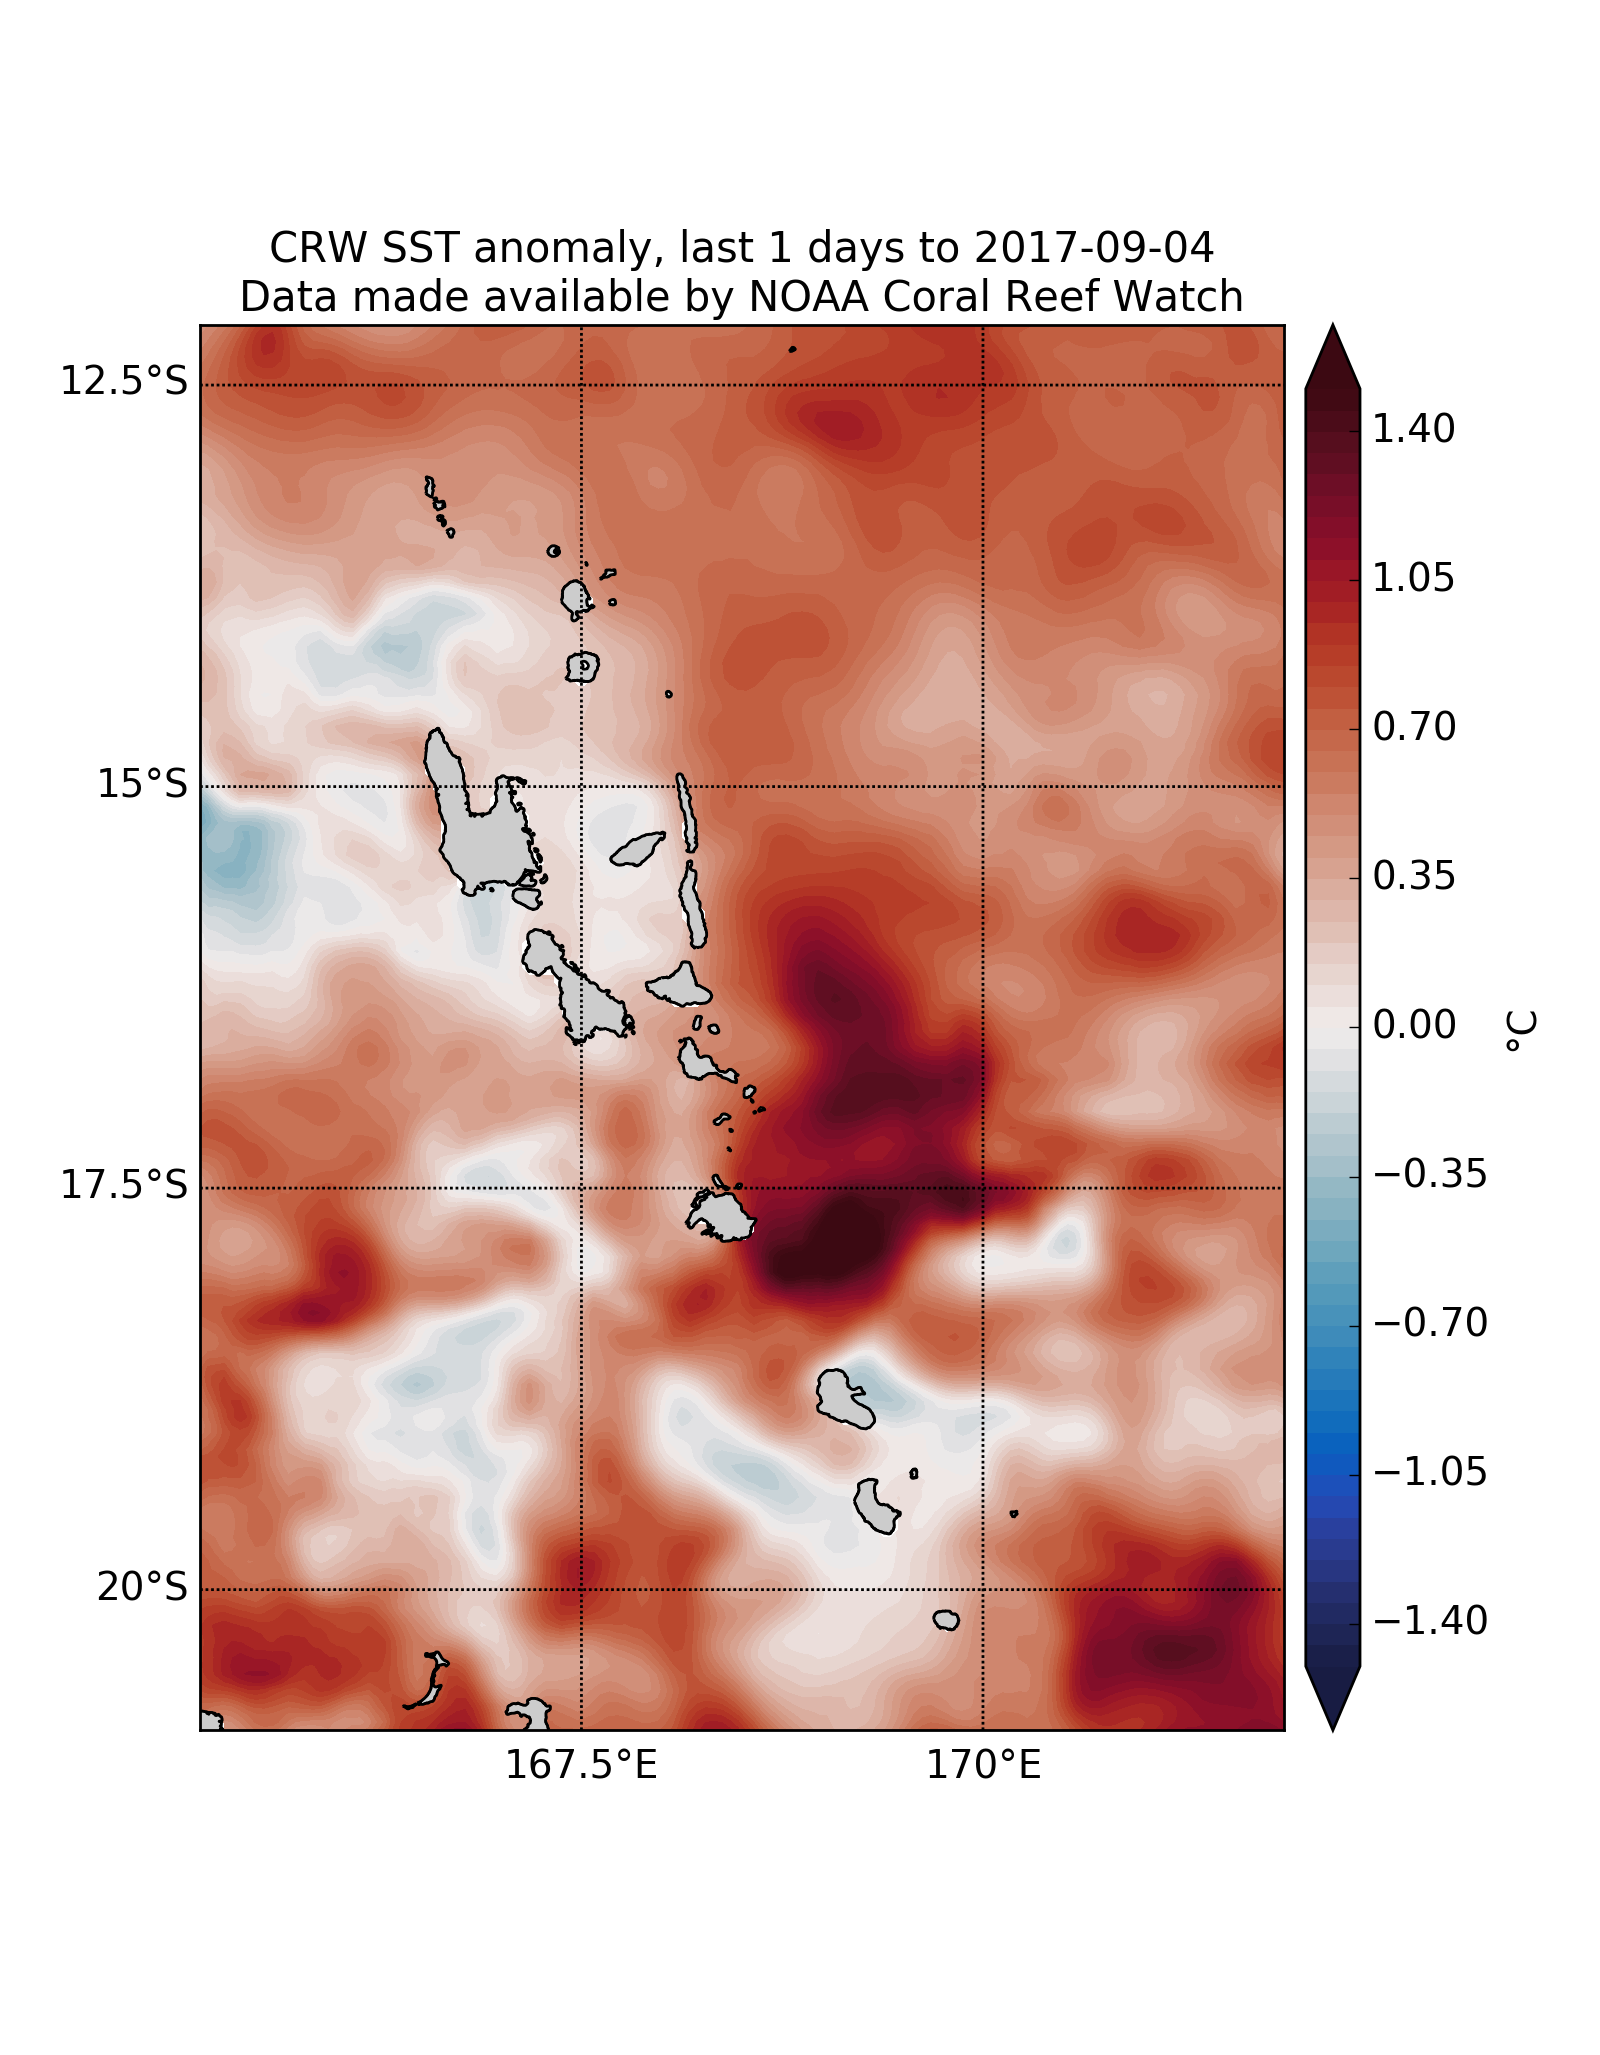 CRW SST anomaly, last 1 days to 2017-09-04
Data made available by NOAA Coral Reef Watch
12.5°S
15°S
17.5°S
20°S
167.5°E
170°E
1.40
1.05
0.70
0.35
0.00
−0.35
−0.70
−1.05
−1.40
°C